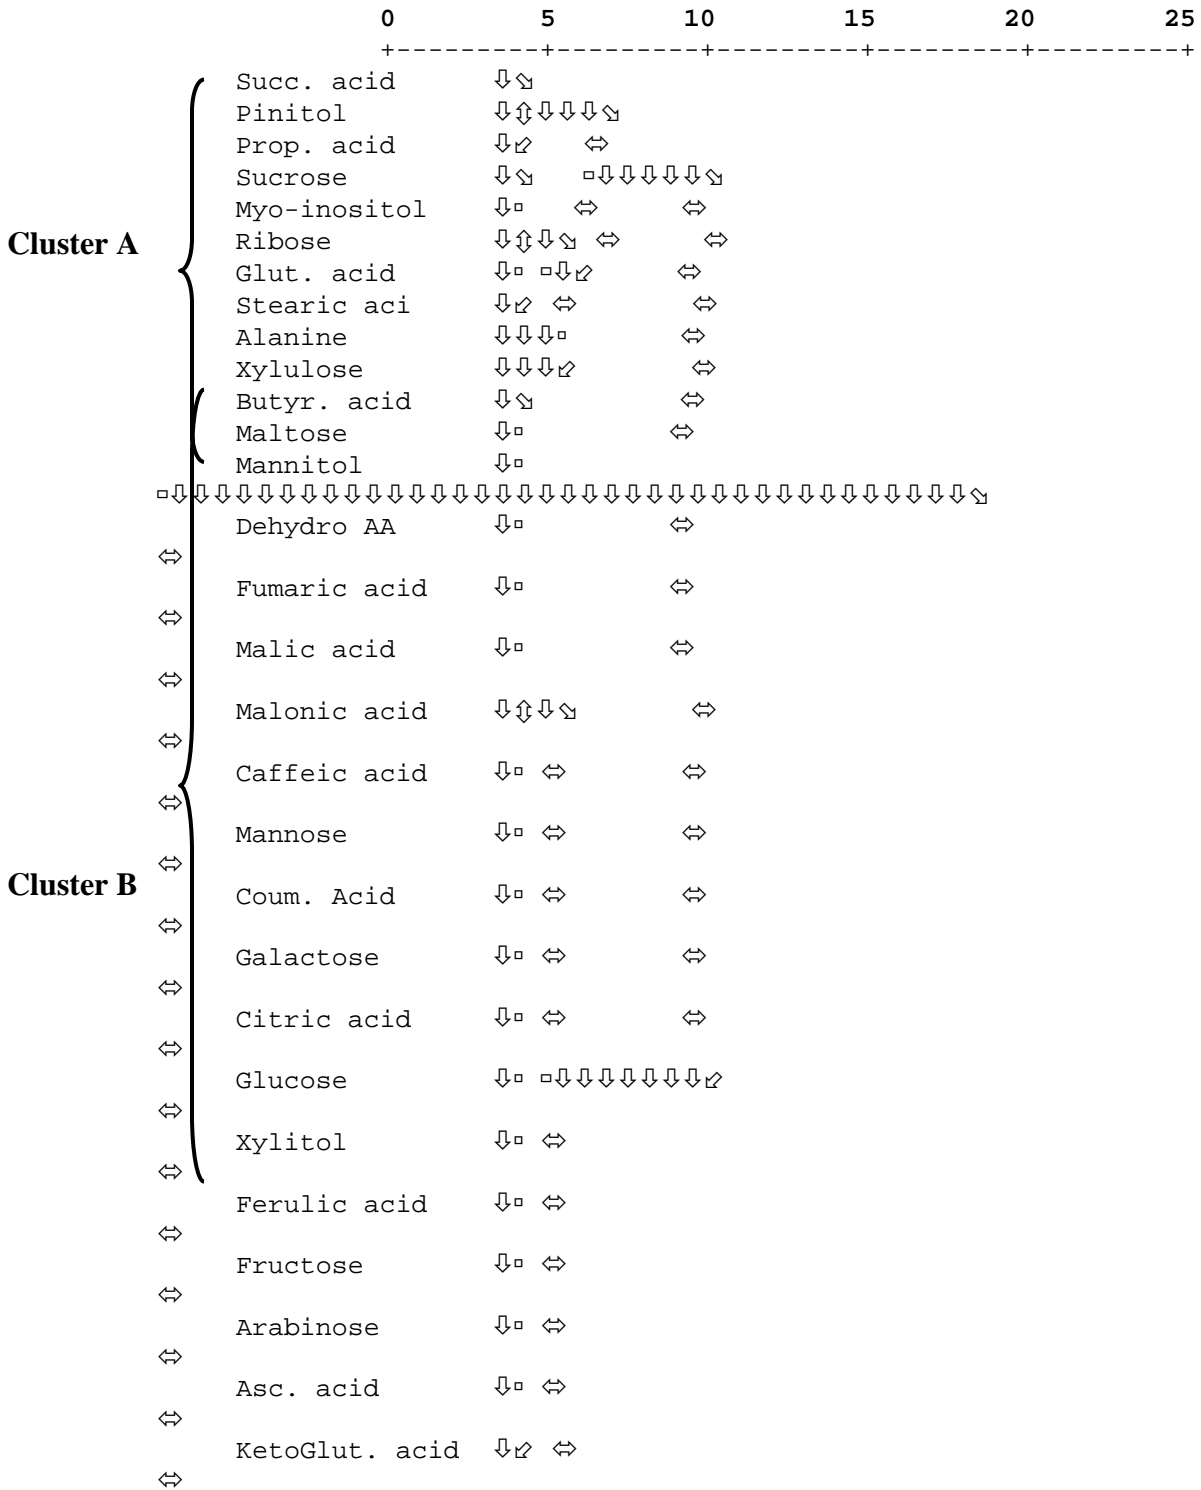 0 5 10 15 20 25
+---------+---------+---------+---------+---------+
Succ. acid ⇩⬂
Pinitol ⇩⇳⇩⇩⇩⬂
Prop. acid ⇩⬃ ⬄
Sucrose ⇩⬂ ▫⇩⇩⇩⇩⇩⬂
Myo-inositol ⇩▫ ⬄ ⬄
Cluster A
Ribose ⇩⇳⇩⬂ ⬄ ⬄
Glut. acid ⇩▫ ▫⇩⬃ ⬄
Stearic aci ⇩⬃ ⬄ ⬄
Alanine ⇩⇩⇩▫ ⬄
Xylulose ⇩⇩⇩⬃ ⬄
Butyr. acid ⇩⬂ ⬄
Maltose ⇩▫ ⬄
Mannitol ⇩▫
▫⇩⇩⇩⇩⇩⇩⇩⇩⇩⇩⇩⇩⇩⇩⇩⇩⇩⇩⇩⇩⇩⇩⇩⇩⇩⇩⇩⇩⇩⇩⇩⇩⇩⇩⇩⇩⇩⬂
Dehydro AA ⇩▫ ⬄
⬄
Fumaric acid ⇩▫ ⬄
⬄
Malic acid ⇩▫ ⬄
⬄
Malonic acid ⇩⇳⇩⬂ ⬄
⬄
Caffeic acid ⇩▫ ⬄ ⬄
⬄
Mannose ⇩▫ ⬄ ⬄
⬄
Cluster B
Coum. Acid ⇩▫ ⬄ ⬄
⬄
Galactose ⇩▫ ⬄ ⬄
⬄
Citric acid ⇩▫ ⬄ ⬄
⬄
Glucose ⇩▫ ▫⇩⇩⇩⇩⇩⇩⇩⬃
⬄
Xylitol ⇩▫ ⬄
⬄
Ferulic acid ⇩▫ ⬄
⬄
Fructose ⇩▫ ⬄
⬄
Arabinose ⇩▫ ⬄
⬄
Asc. acid ⇩▫ ⬄
⬄
KetoGlut. acid ⇩⬃ ⬄
⬄